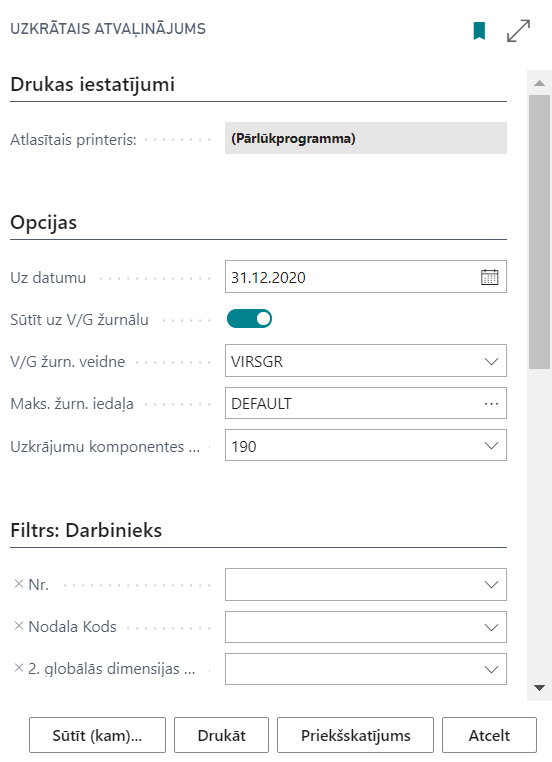 UZKRĀTAIS ATVAĻINĀJUMS
Drukas iestatījumi
Atlasītais printeris: (Pārlūkprogramma)
Opcijas
Uz datumu 31.12.2020
Sūtīt uz V/G žurnālu
V/G žurn. veidne VIRSGR
Maks. žurn. iedaļa DEFAULT
Uzkrājumu komponentes ... 190
Filtrs: Darbinieks
Nr.
Nodala Kods
2. globālās dimensijas ...
Sūtīt (kam)... Drukāt Priekšskatījums Atcelt